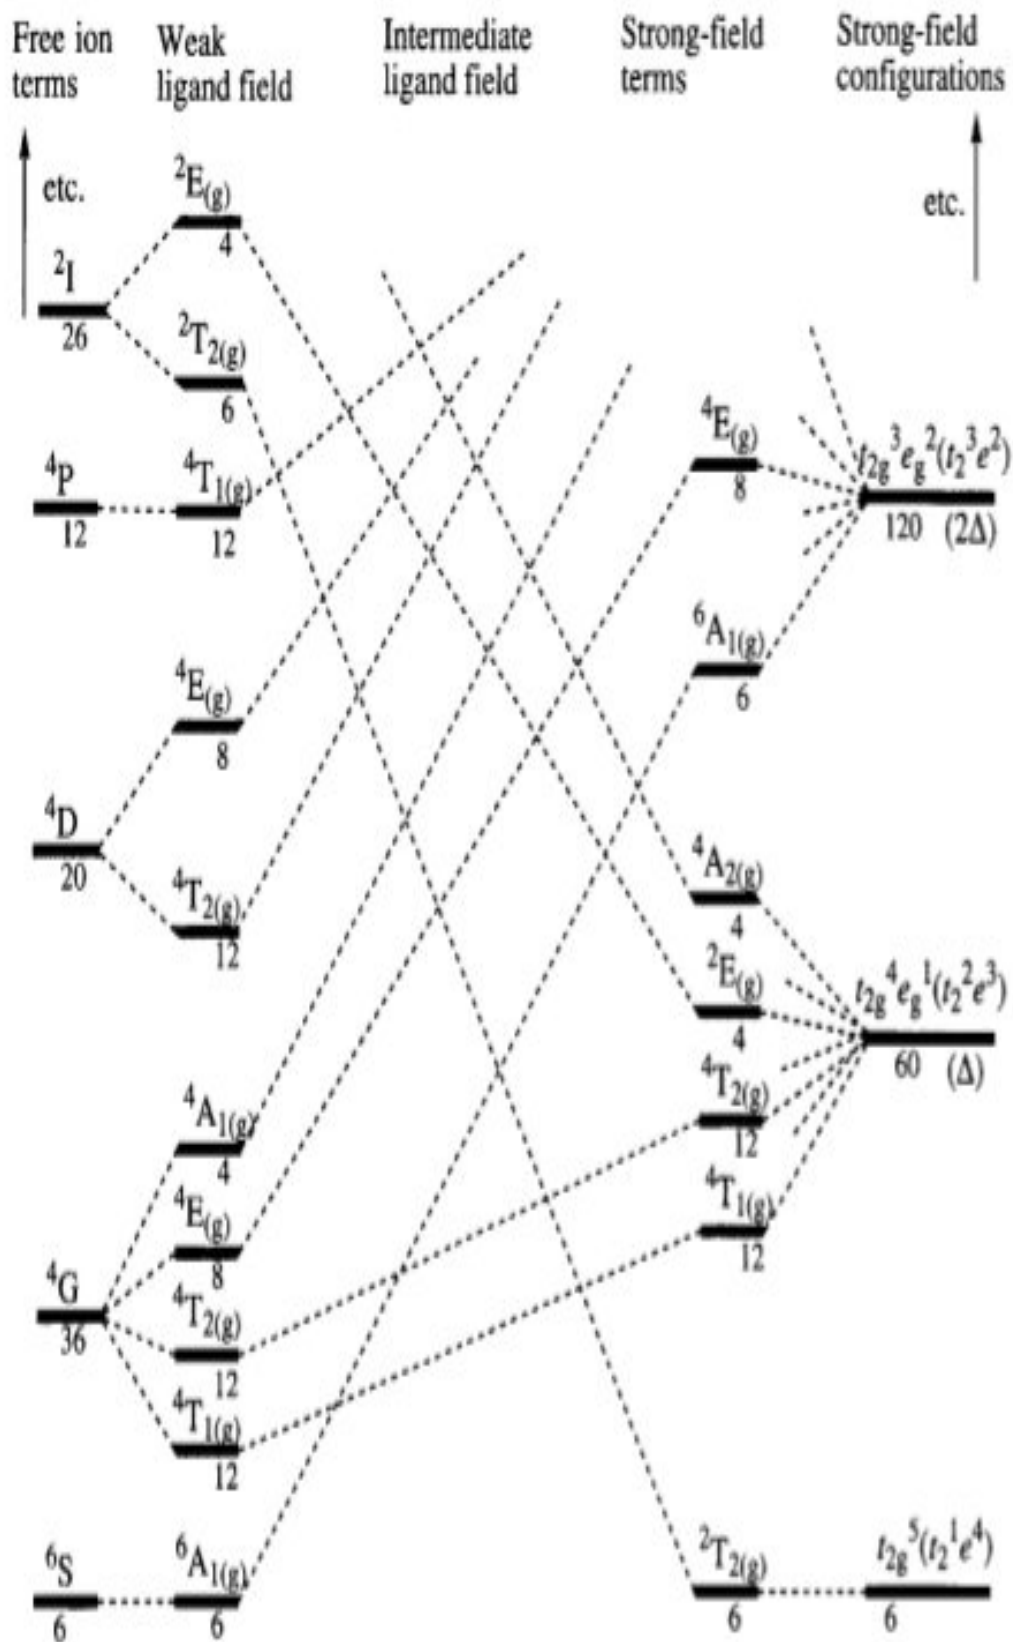 Free ion
terms
Weak
ligand field
Intermediate
ligand field
Strong-field
terms
Strong-field
configurations
etc.
etc.
²E(g)
4
²I
26
²T₂(g)
6
⁴P
12
⁴T₁(g)
12
⁴E(g)
8
t₂g³eg²(t₂³e²)
120 (2Δ)
⁶A₁(g)
6
⁴E(g)
8
⁴D
20
⁴T₂(g)
12
⁴A₂(g)
4
²E(g)
4
t₂g⁴eg¹(t₂²e³)
60 (Δ)
⁴T₂(g)
12
⁴T₁(g)
12
⁴A₁(g)
4
⁴E(g)
8
⁴G
36
⁴T₂(g)
12
⁴T₁(g)
12
⁶S
6
⁶A₁(g)
6
²T₂(g)
6
t₂g⁵(t₂¹e⁴)
6